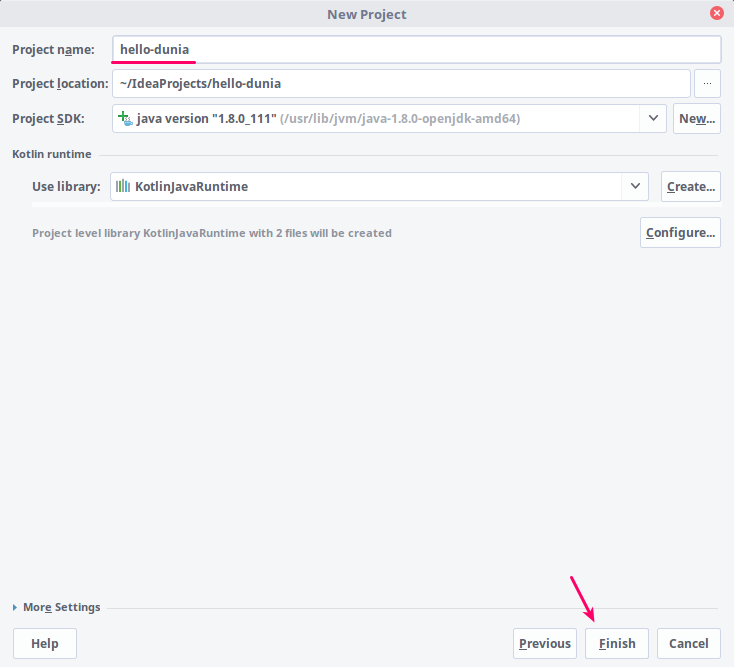 New Project
Project name: hello-dunia
Project location: ~/IdeaProjects/hello-dunia ...
Project SDK: java version "1.8.0_111" (/usr/lib/jvm/java-1.8.0-openjdk-amd64) New...
Kotlin runtime
Use library: KotlinJavaRuntime Create...
Project level library KotlinJavaRuntime with 2 files will be created Configure...
More Settings
Help Previous Finish Cancel